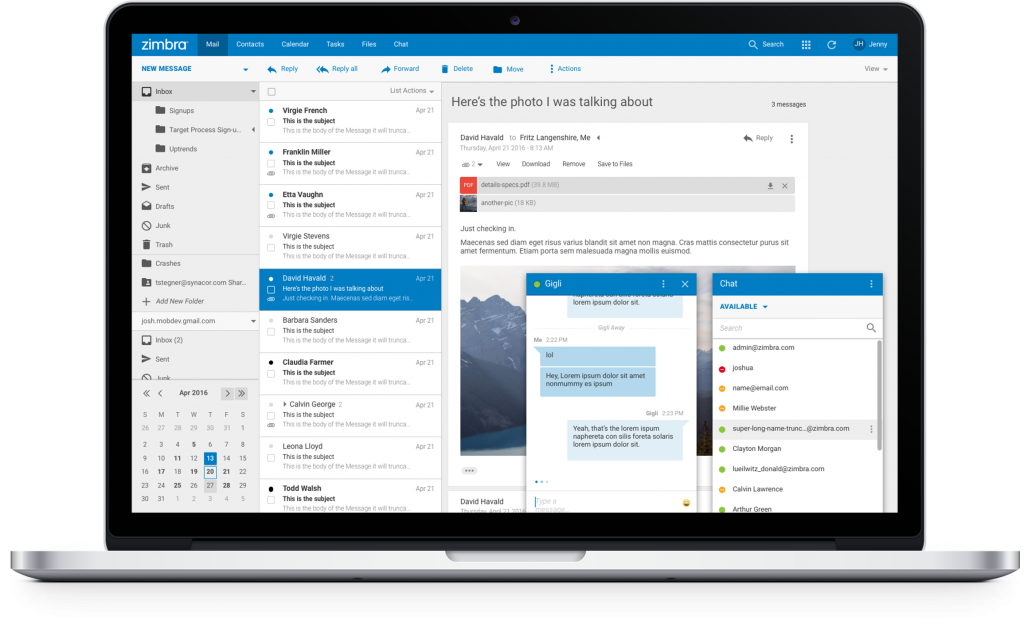 zimbra Mail Contacts Calendar Tasks Files Chat Search JH Jenny
NEW MESSAGE Reply Reply all Forward Delete Move Actions View
Inbox
Signups
Target Process Sign-u...
Uptrends
Archive
Sent
Drafts
Junk
Trash
Crashes
tstegner@synacor.com Shar...
Add New Folder
josh.mobdev.gmail.com
Inbox (2)
Sent
Junk
Apr 2016
S M T W T F S
26 27 28 29 30 31 1
2 3 4 5 6 7 8
9 10 11 12 13 14 15
16 17 18 19 20 21 22
23 24 25 26 27 28 29
30 31 1 2 3 4 5
List Actions
Virgie French Apr 21
This is the subject
This is the body of the Message it will trunca...
Franklin Miller Apr 21
This is the subject
This is the body of the Message it will trunca...
Etta Vaughn Apr 21
This is the subject
This is the body of the Message it will trunca...
Virgie Stevens Apr 21
This is the subject
This is the body of the Message it will trunca...
David Havald 2 Apr 21
Here's the photo I was talking about
Just checking in. Maecenas sed diam eget ris..
Barbara Sanders Apr 21
This is the subject
This is the body of the Message it will trunca...
Claudia Farmer Apr 21
This is the subject
This is the body of the Message it will trunca...
Calvin George 2 Apr 21
This is the subject
This is the body of the Message it will trunca...
Leona Lloyd Apr 21
This is the subject
This is the body of the Message it will trunca...
Todd Walsh Apr 21
This is the subject
This is the body of the Message it will trunca...
Here's the photo I was talking about 3 messages
David Havald to Fritz Langenshire, Me Reply
Thursday, April 21 2016 - 8:13 AM
2 View Download Remove Save to Files
PDF details-specs.pdf (39.8 MB)
another-pic (18 KB)
Just checking in.
Maecenas sed diam eget risus varius blandit sit amet non magna. Cras mattis consectetur purus sit
amet fermentum. Etiam porta sem malesuada magna mollis euismod.
David Havald
Thursday, April 21 2016
Gigli
naphereta con silis foreta solaris
lorem ipsum dolor sit.
Gigli Away
Me 2:22 PM
lol
Hey, Lorem ipsum dolor sit amet
nonmummy es ipsum
Gigli 2:23 PM
Yeah, that's the lorem ispum
naphereta con silis foreta solaris
lorem ipsum dolor sit.
Type a
message...
Chat
AVAILABLE
Search
admin@zimbra.com
joshua
name@email.com
Millie Webster
super-long-name-trunc...@zimbra.com
Clayton Morgan
lueilwitz_donald@zimbra.com
Calvin Lawrence
Arthur Green